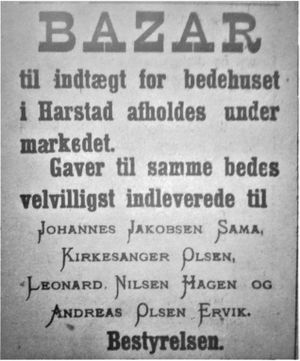 BAZAR
til indtægt for bedehuset
i Harstad afholdes under
markedet.
Gaver til samme bedes
velvilligst indleverede til
JOHANNES JAKOBSEN SAMA,
KIRKESANGER OLSEN,
LEONARD. NILSEN HAGEN OG
ANDREAS OLSEN ERVIK.
Bestyrelsen.